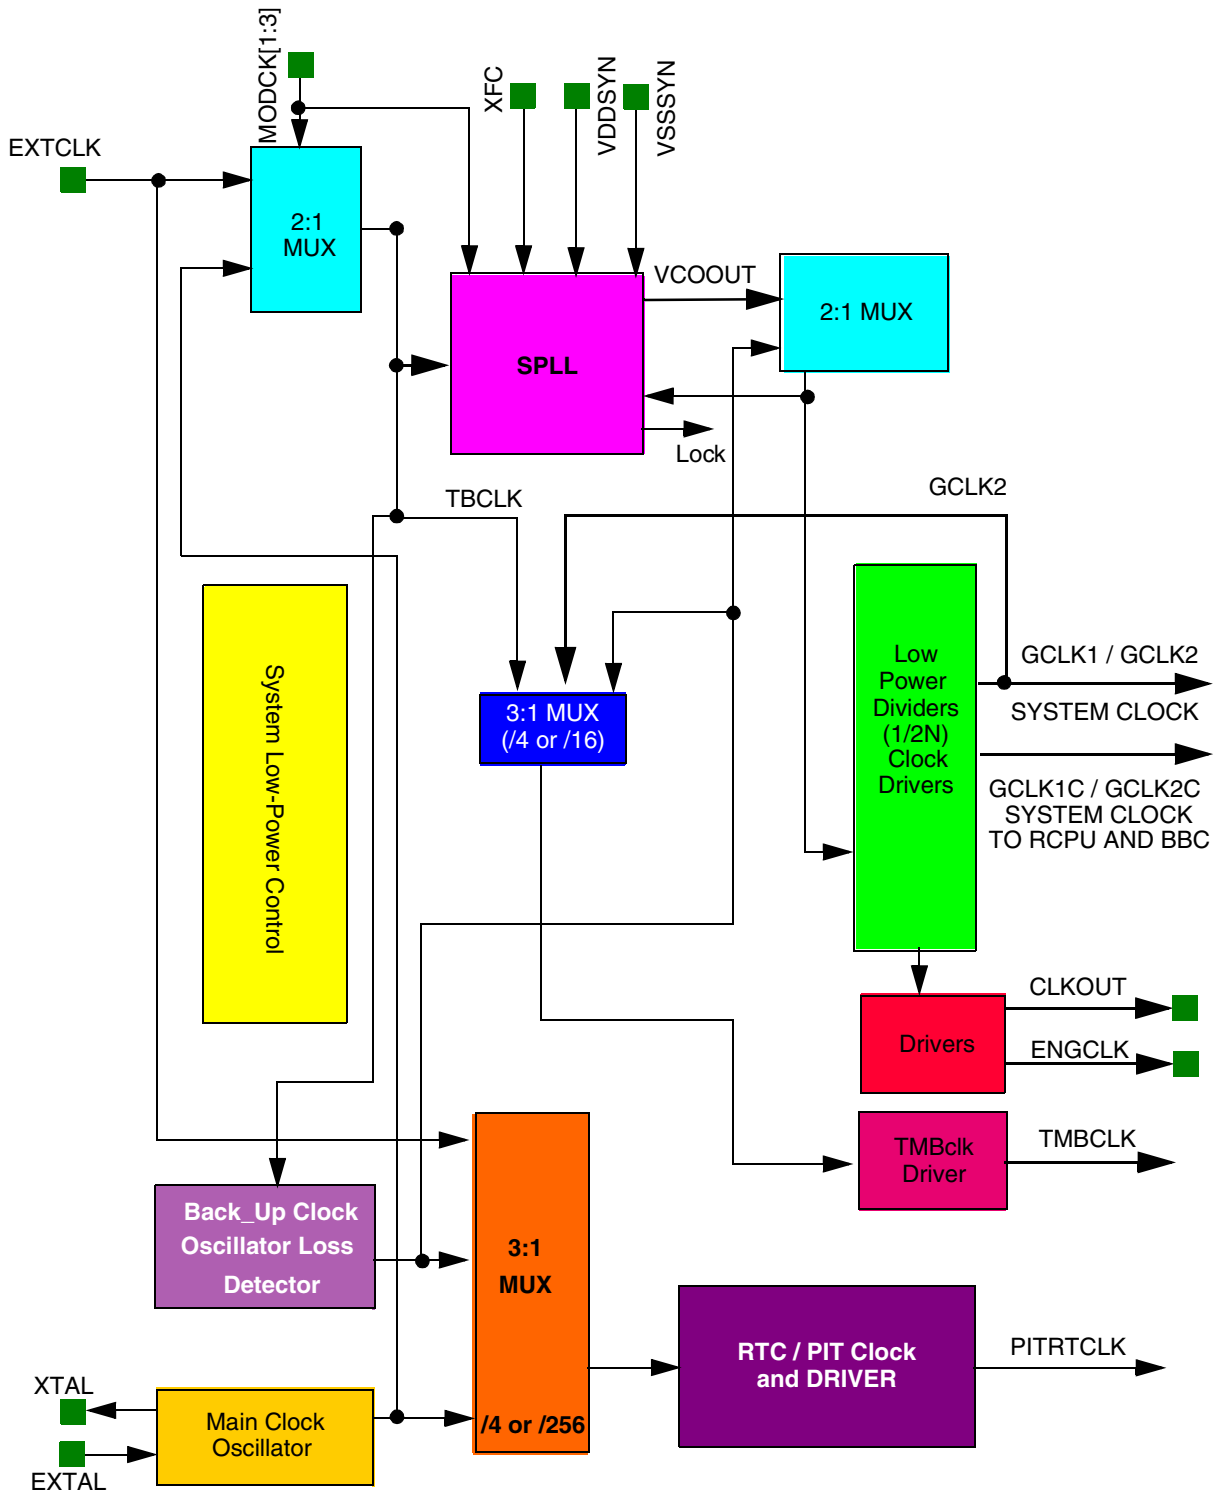 MODCK[1:3]
XFC
VDDSYN
VSSSYN
EXTCLK
2:1
MUX
VCOOUT
2:1 MUX
SPLL
Lock
TBCLK
GCLK2
System Low-Power Control
Low
Power
Dividers
(1/2N)
Clock
Drivers
GCLK1 / GCLK2
SYSTEM CLOCK
3:1 MUX
(/4 or /16)
GCLK1C / GCLK2C
SYSTEM CLOCK
TO RCPU AND BBC
CLKOUT
Drivers
ENGCLK
TMBclk
Driver
TMBCLK
Back_Up Clock
Oscillator Loss
Detector
3:1
MUX
/4 or /256
RTC / PIT Clock
and DRIVER
PITRTCLK
XTAL
Main Clock
Oscillator
EXTAL